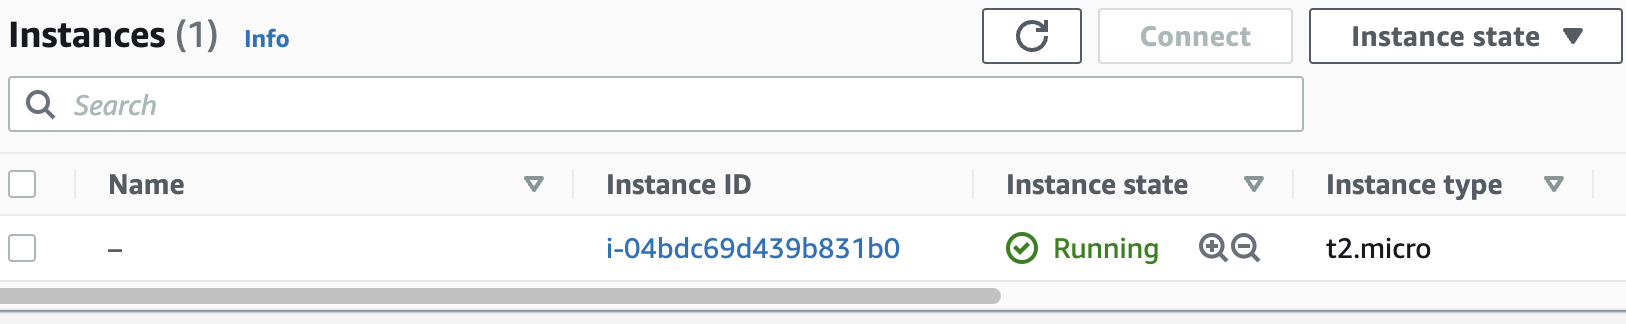 Instances (1) Info Connect Instance state
Search
Name Instance ID Instance state Instance type
– i-04bdc69d439b831b0 Running t2.micro